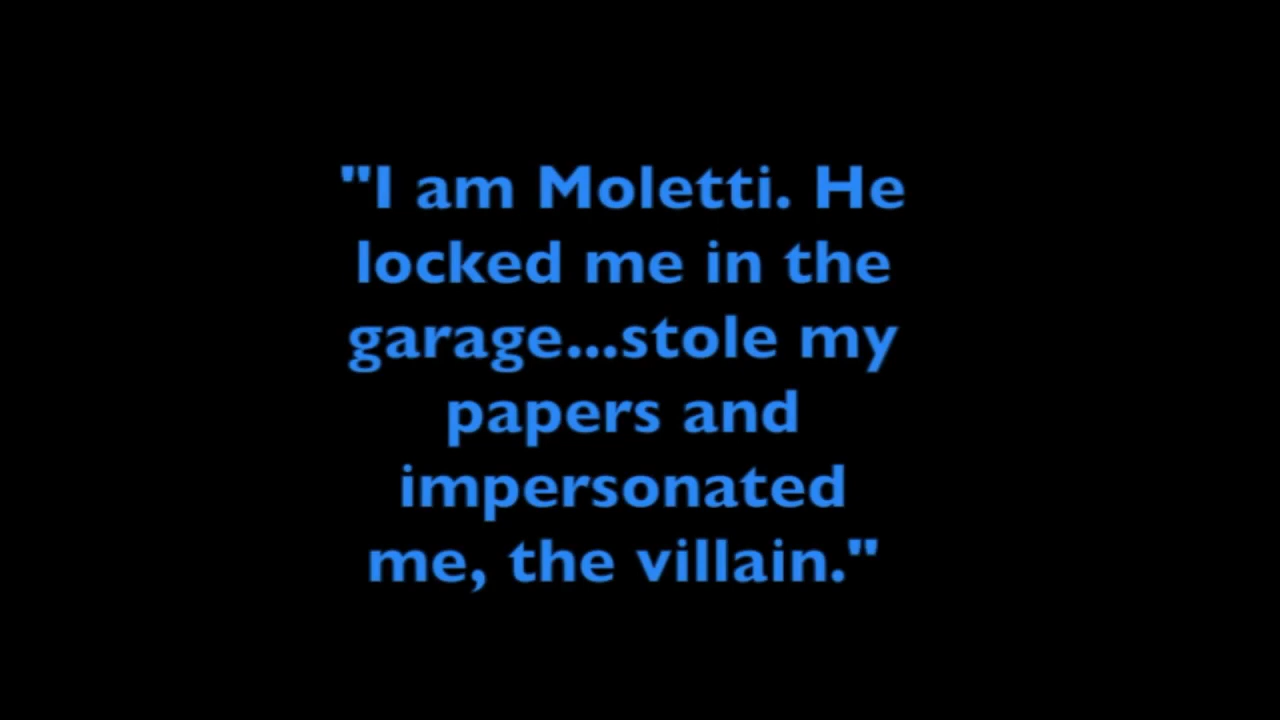 "I am Moletti. He
locked me in the
garage...stole my
papers and
impersonated
me, the villain."